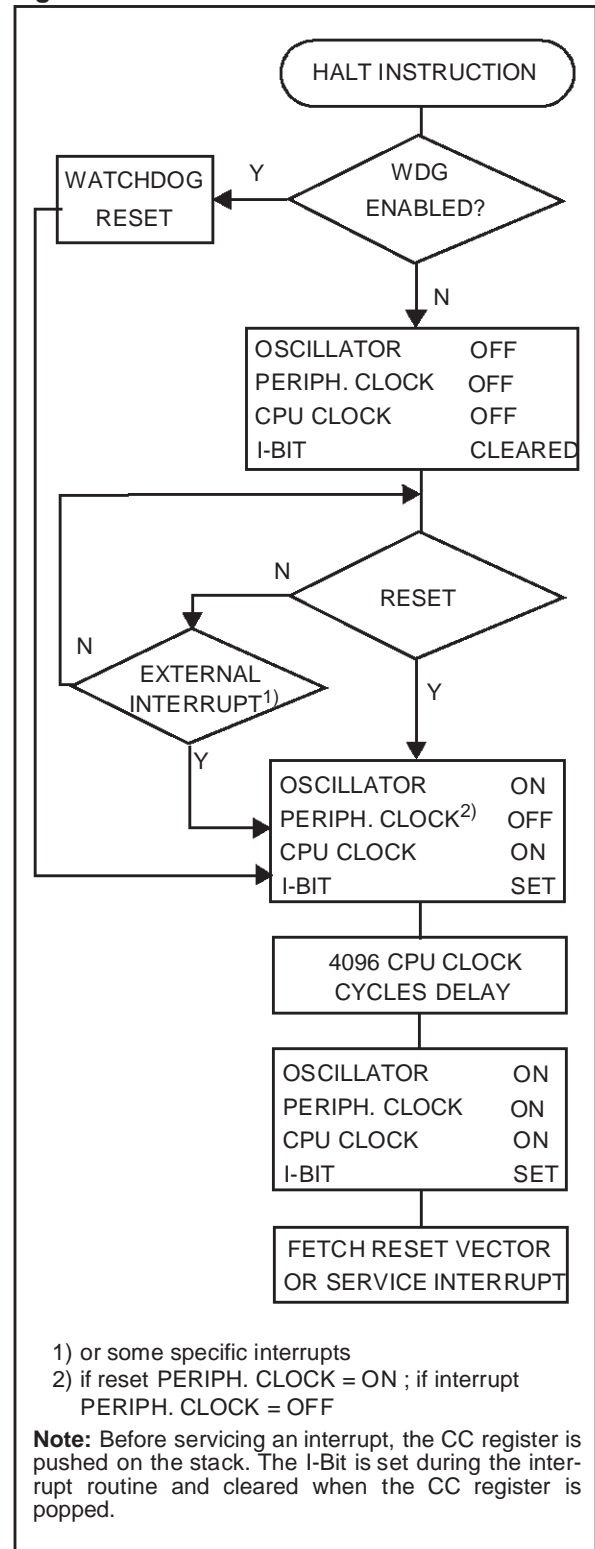 HALT INSTRUCTION
WDG
ENABLED?
Y
WATCHDOG
RESET
N
OSCILLATOR OFF
PERIPH. CLOCK OFF
CPU CLOCK OFF
I-BIT CLEARED
RESET
N
EXTERNAL
INTERRUPT1)
N
Y
Y
OSCILLATOR ON
PERIPH. CLOCK2) OFF
CPU CLOCK ON
I-BIT SET
4096 CPU CLOCK
CYCLES DELAY
OSCILLATOR ON
PERIPH. CLOCK ON
CPU CLOCK ON
I-BIT SET
FETCH RESET VECTOR
OR SERVICE INTERRUPT
1) or some specific interrupts
2) if reset PERIPH. CLOCK = ON ; if interrupt
PERIPH. CLOCK = OFF
Note: Before servicing an interrupt, the CC register is
pushed on the stack. The I-Bit is set during the inter-
rupt routine and cleared when the CC register is
popped.